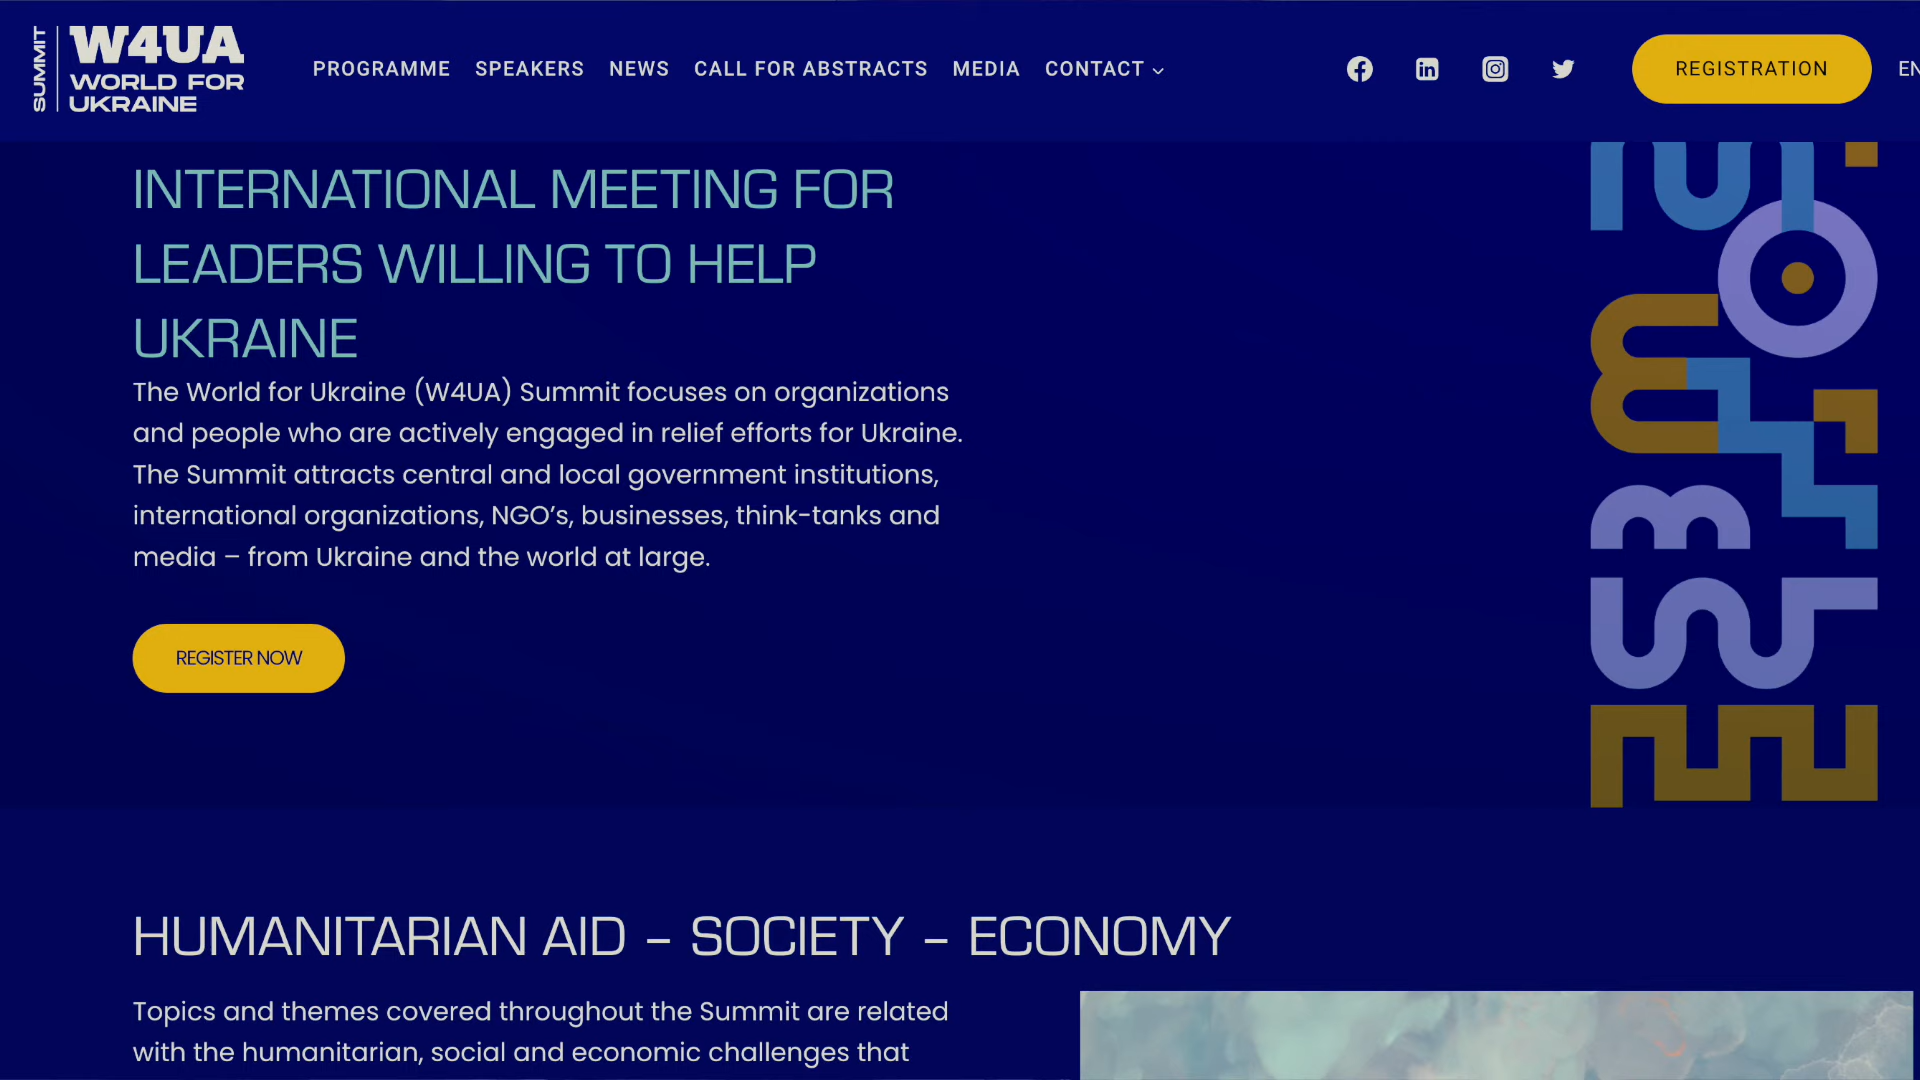 SUMMIT
W4UA
WORLD FOR
UKRAINE
PROGRAMME SPEAKERS NEWS CALL FOR ABSTRACTS MEDIA CONTACT
REGISTRATION
EN
INTERNATIONAL MEETING FOR
LEADERS WILLING TO HELP
UKRAINE
The World for Ukraine (W4UA) Summit focuses on organizations
and people who are actively engaged in relief efforts for Ukraine.
The Summit attracts central and local government institutions,
international organizations, NGO’s, businesses, think-tanks and
media – from Ukraine and the world at large.
REGISTER NOW
HUMANITARIAN AID – SOCIETY – ECONOMY
Topics and themes covered throughout the Summit are related
with the humanitarian, social and economic challenges that